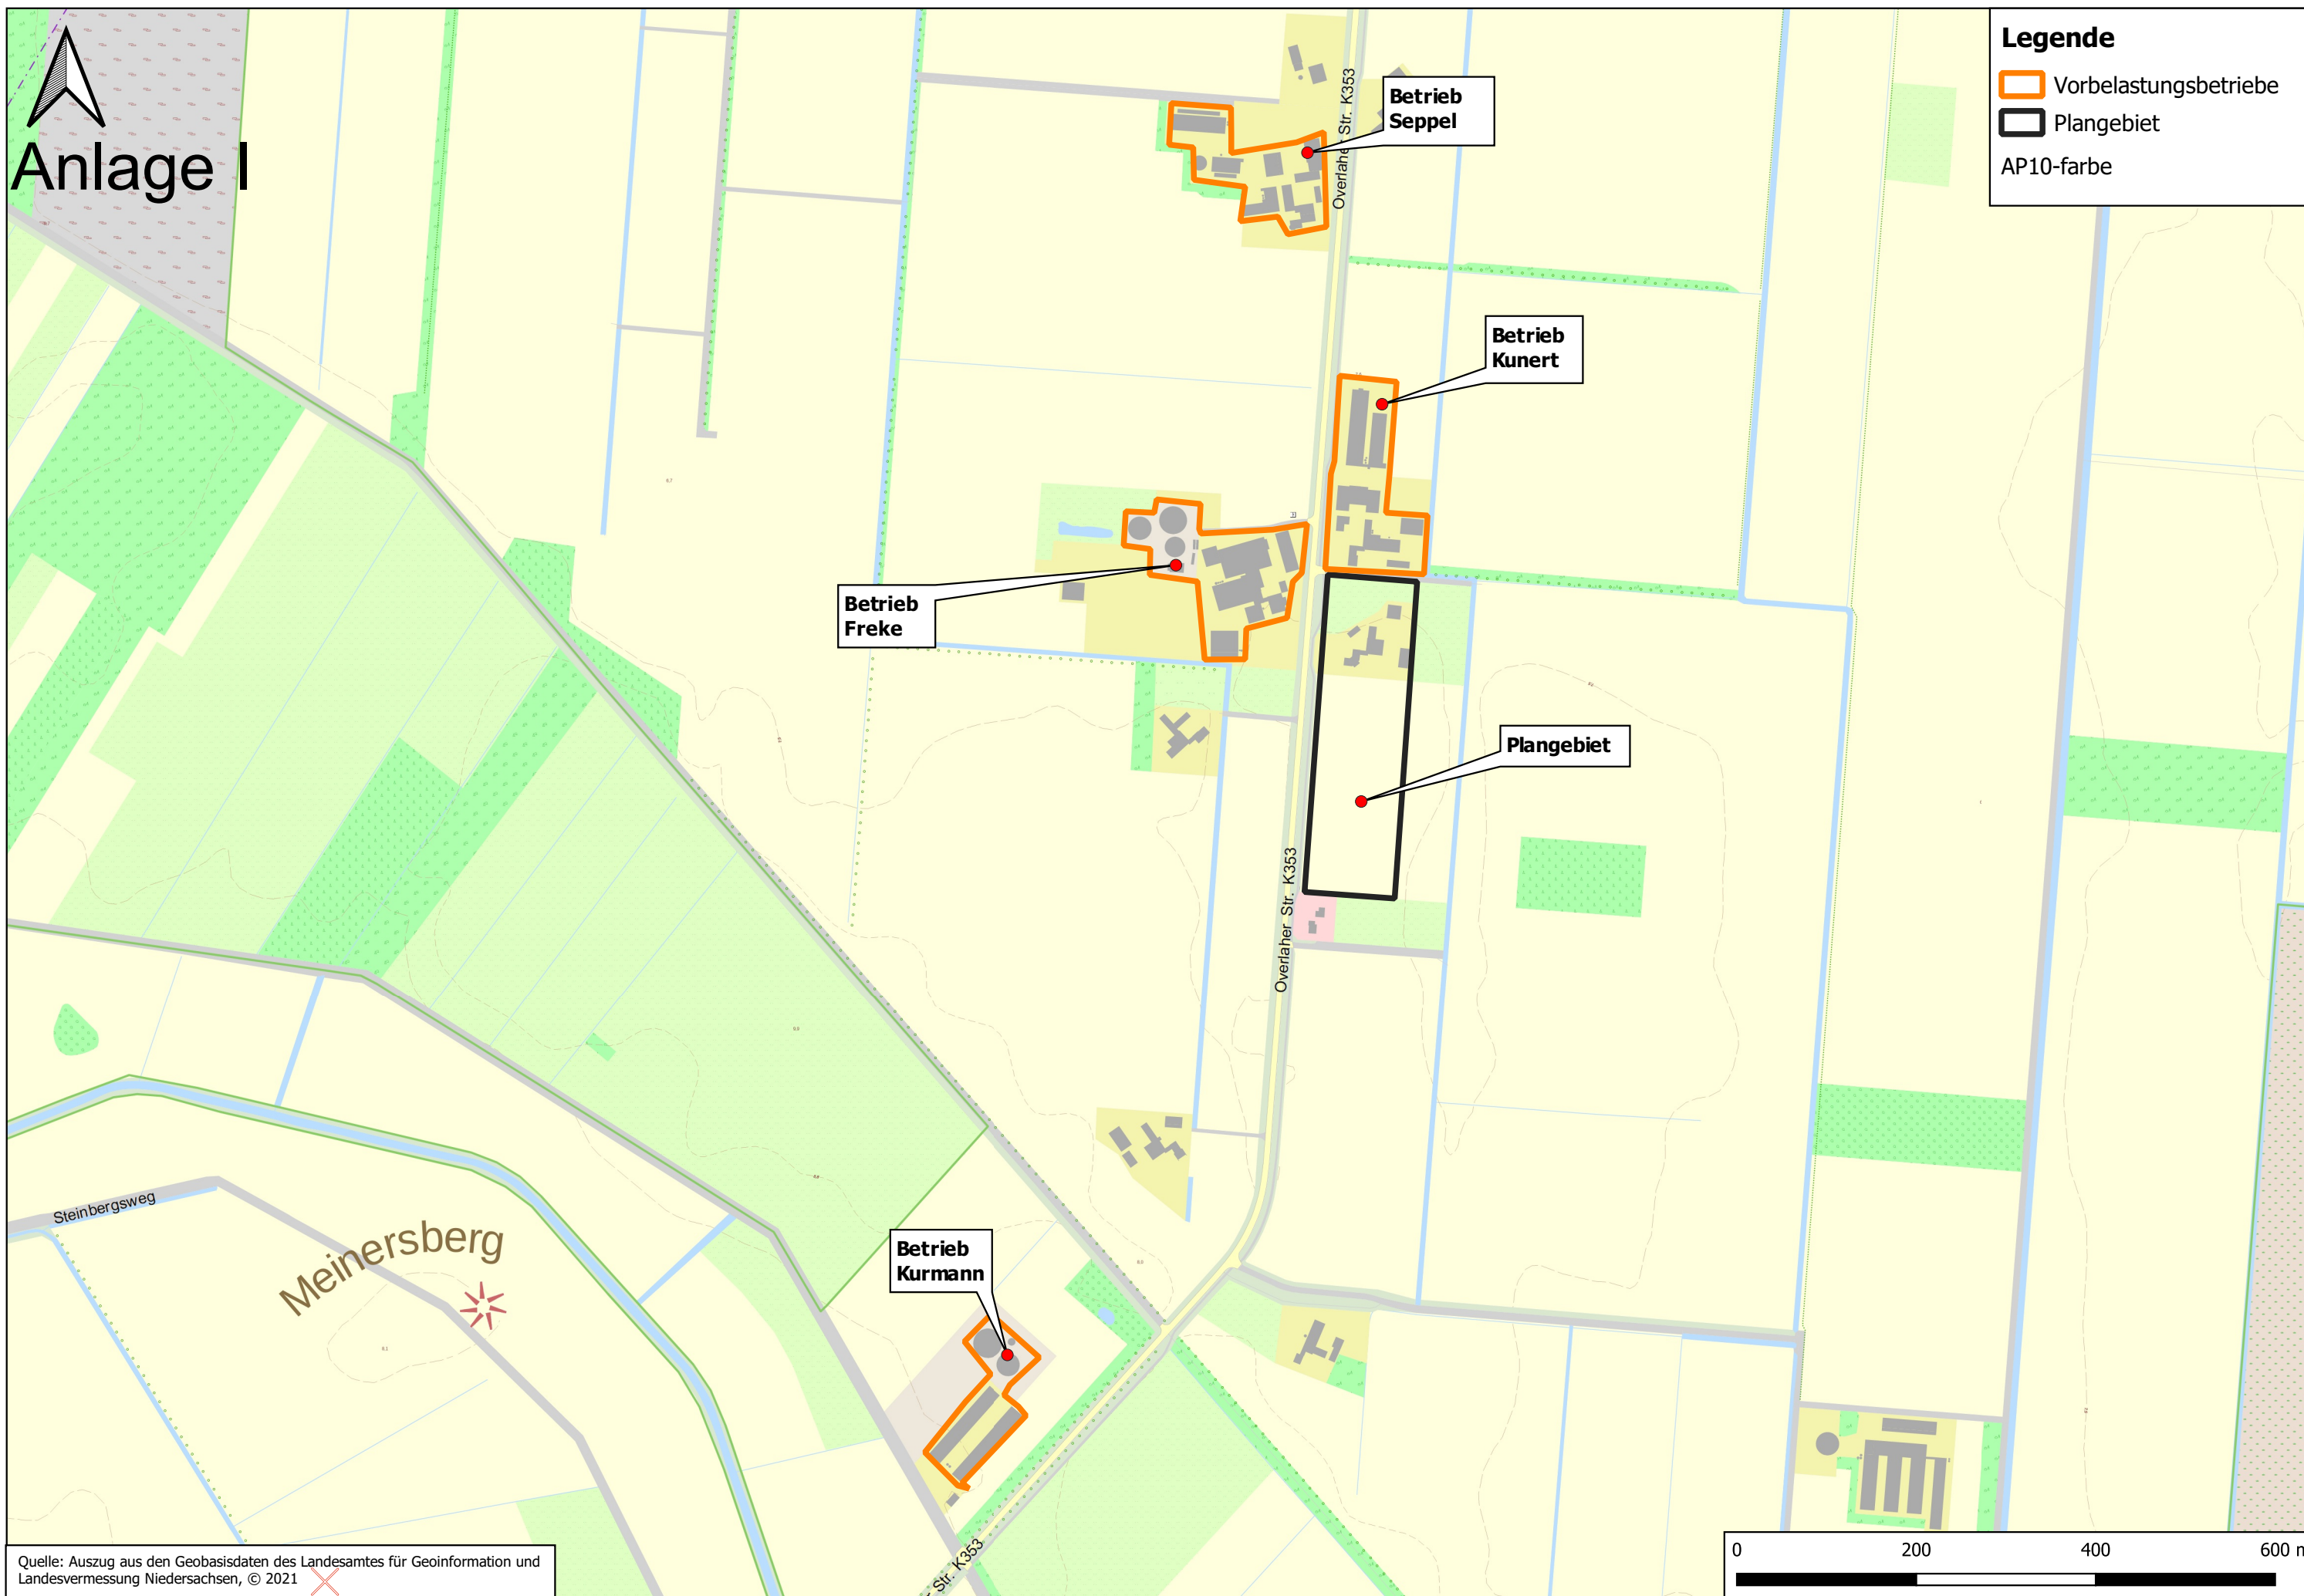 Anlage I
Legende
Vorbelastungsbetriebe
Plangebiet
AP10-farbe
Betrieb
Seppel
Overlaher Str. K353
Betrieb
Kunert
Betrieb
Freke
Plangebiet
Overlaher Str. K353
Steinbergsweg
Meinersberg
Betrieb
Kurmann
Str. K353
Quelle: Auszug aus den Geobasisdaten des Landesamtes für Geoinformation und
Landesvermessung Niedersachsen, © 2021
0 200 400 600